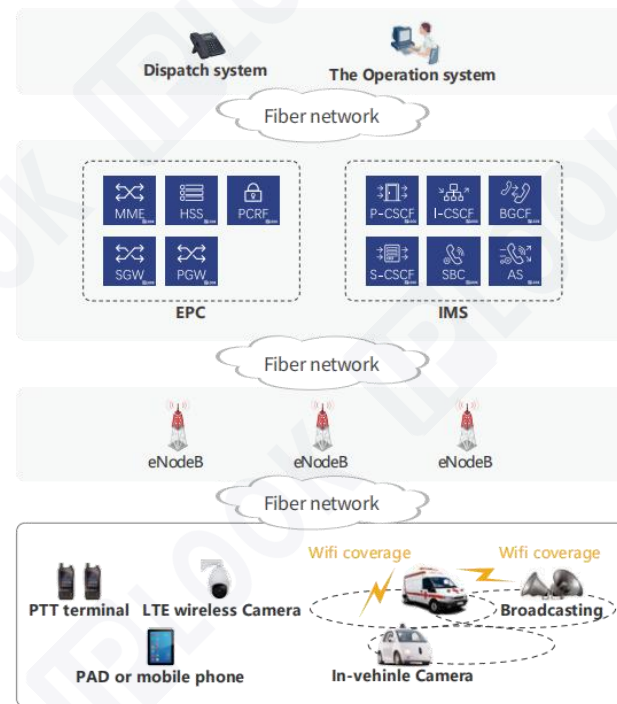 Dispatch system
The Operation system
Fiber network
MME
HSS
PCRF
P-CSCF
I-CSCF
BGCF
SGW
PGW
S-CSCF
SBC
AS
EPC
IMS
Fiber network
eNodeB
eNodeB
eNodeB
Fiber network
Wifi coverage
Wifi coverage
PTT terminal
LTE wireless Camera
Broadcasting
PAD or mobile phone
In-vehinle Camera
IPLOOK